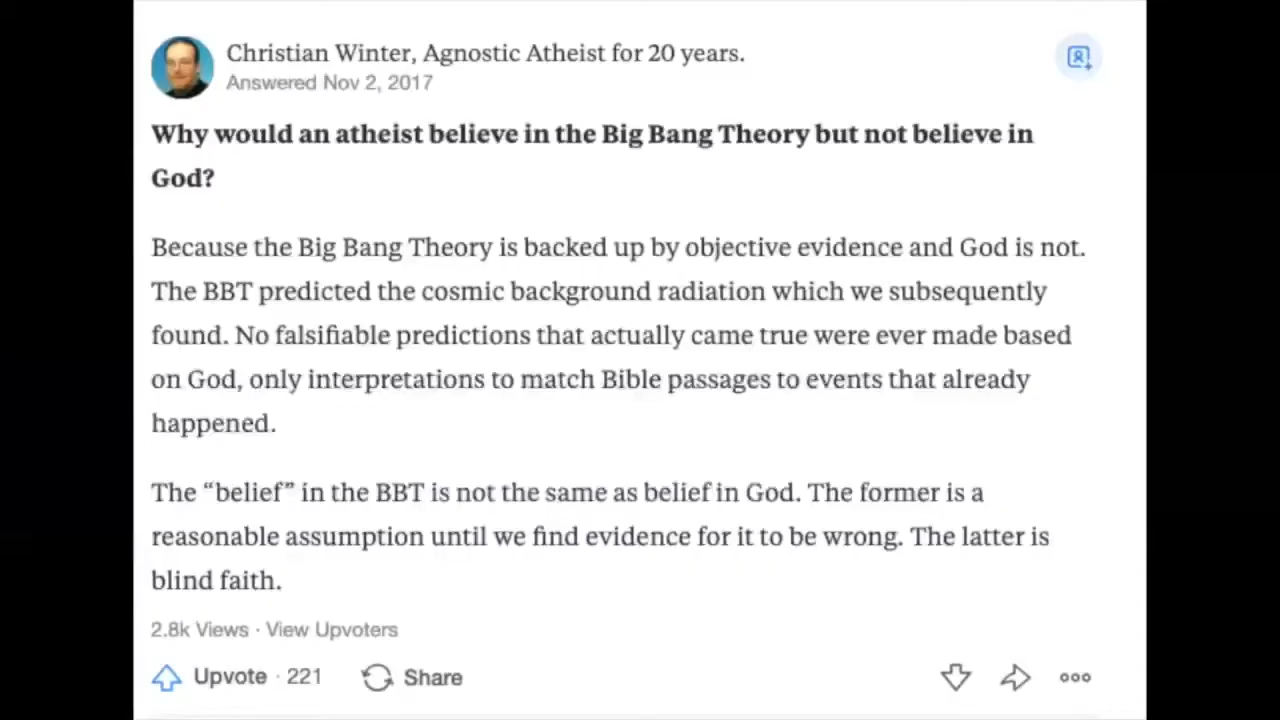 Christian Winter, Agnostic Atheist for 20 years.
Answered Nov 2, 2017
Why would an atheist believe in the Big Bang Theory but not believe in
God?
Because the Big Bang Theory is backed up by objective evidence and God is not.
The BBT predicted the cosmic background radiation which we subsequently
found. No falsifiable predictions that actually came true were ever made based
on God, only interpretations to match Bible passages to events that already
happened.
The “belief” in the BBT is not the same as belief in God. The former is a
reasonable assumption until we find evidence for it to be wrong. The latter is
blind faith.
2.8k Views · View Upvoters
Upvote · 221 Share